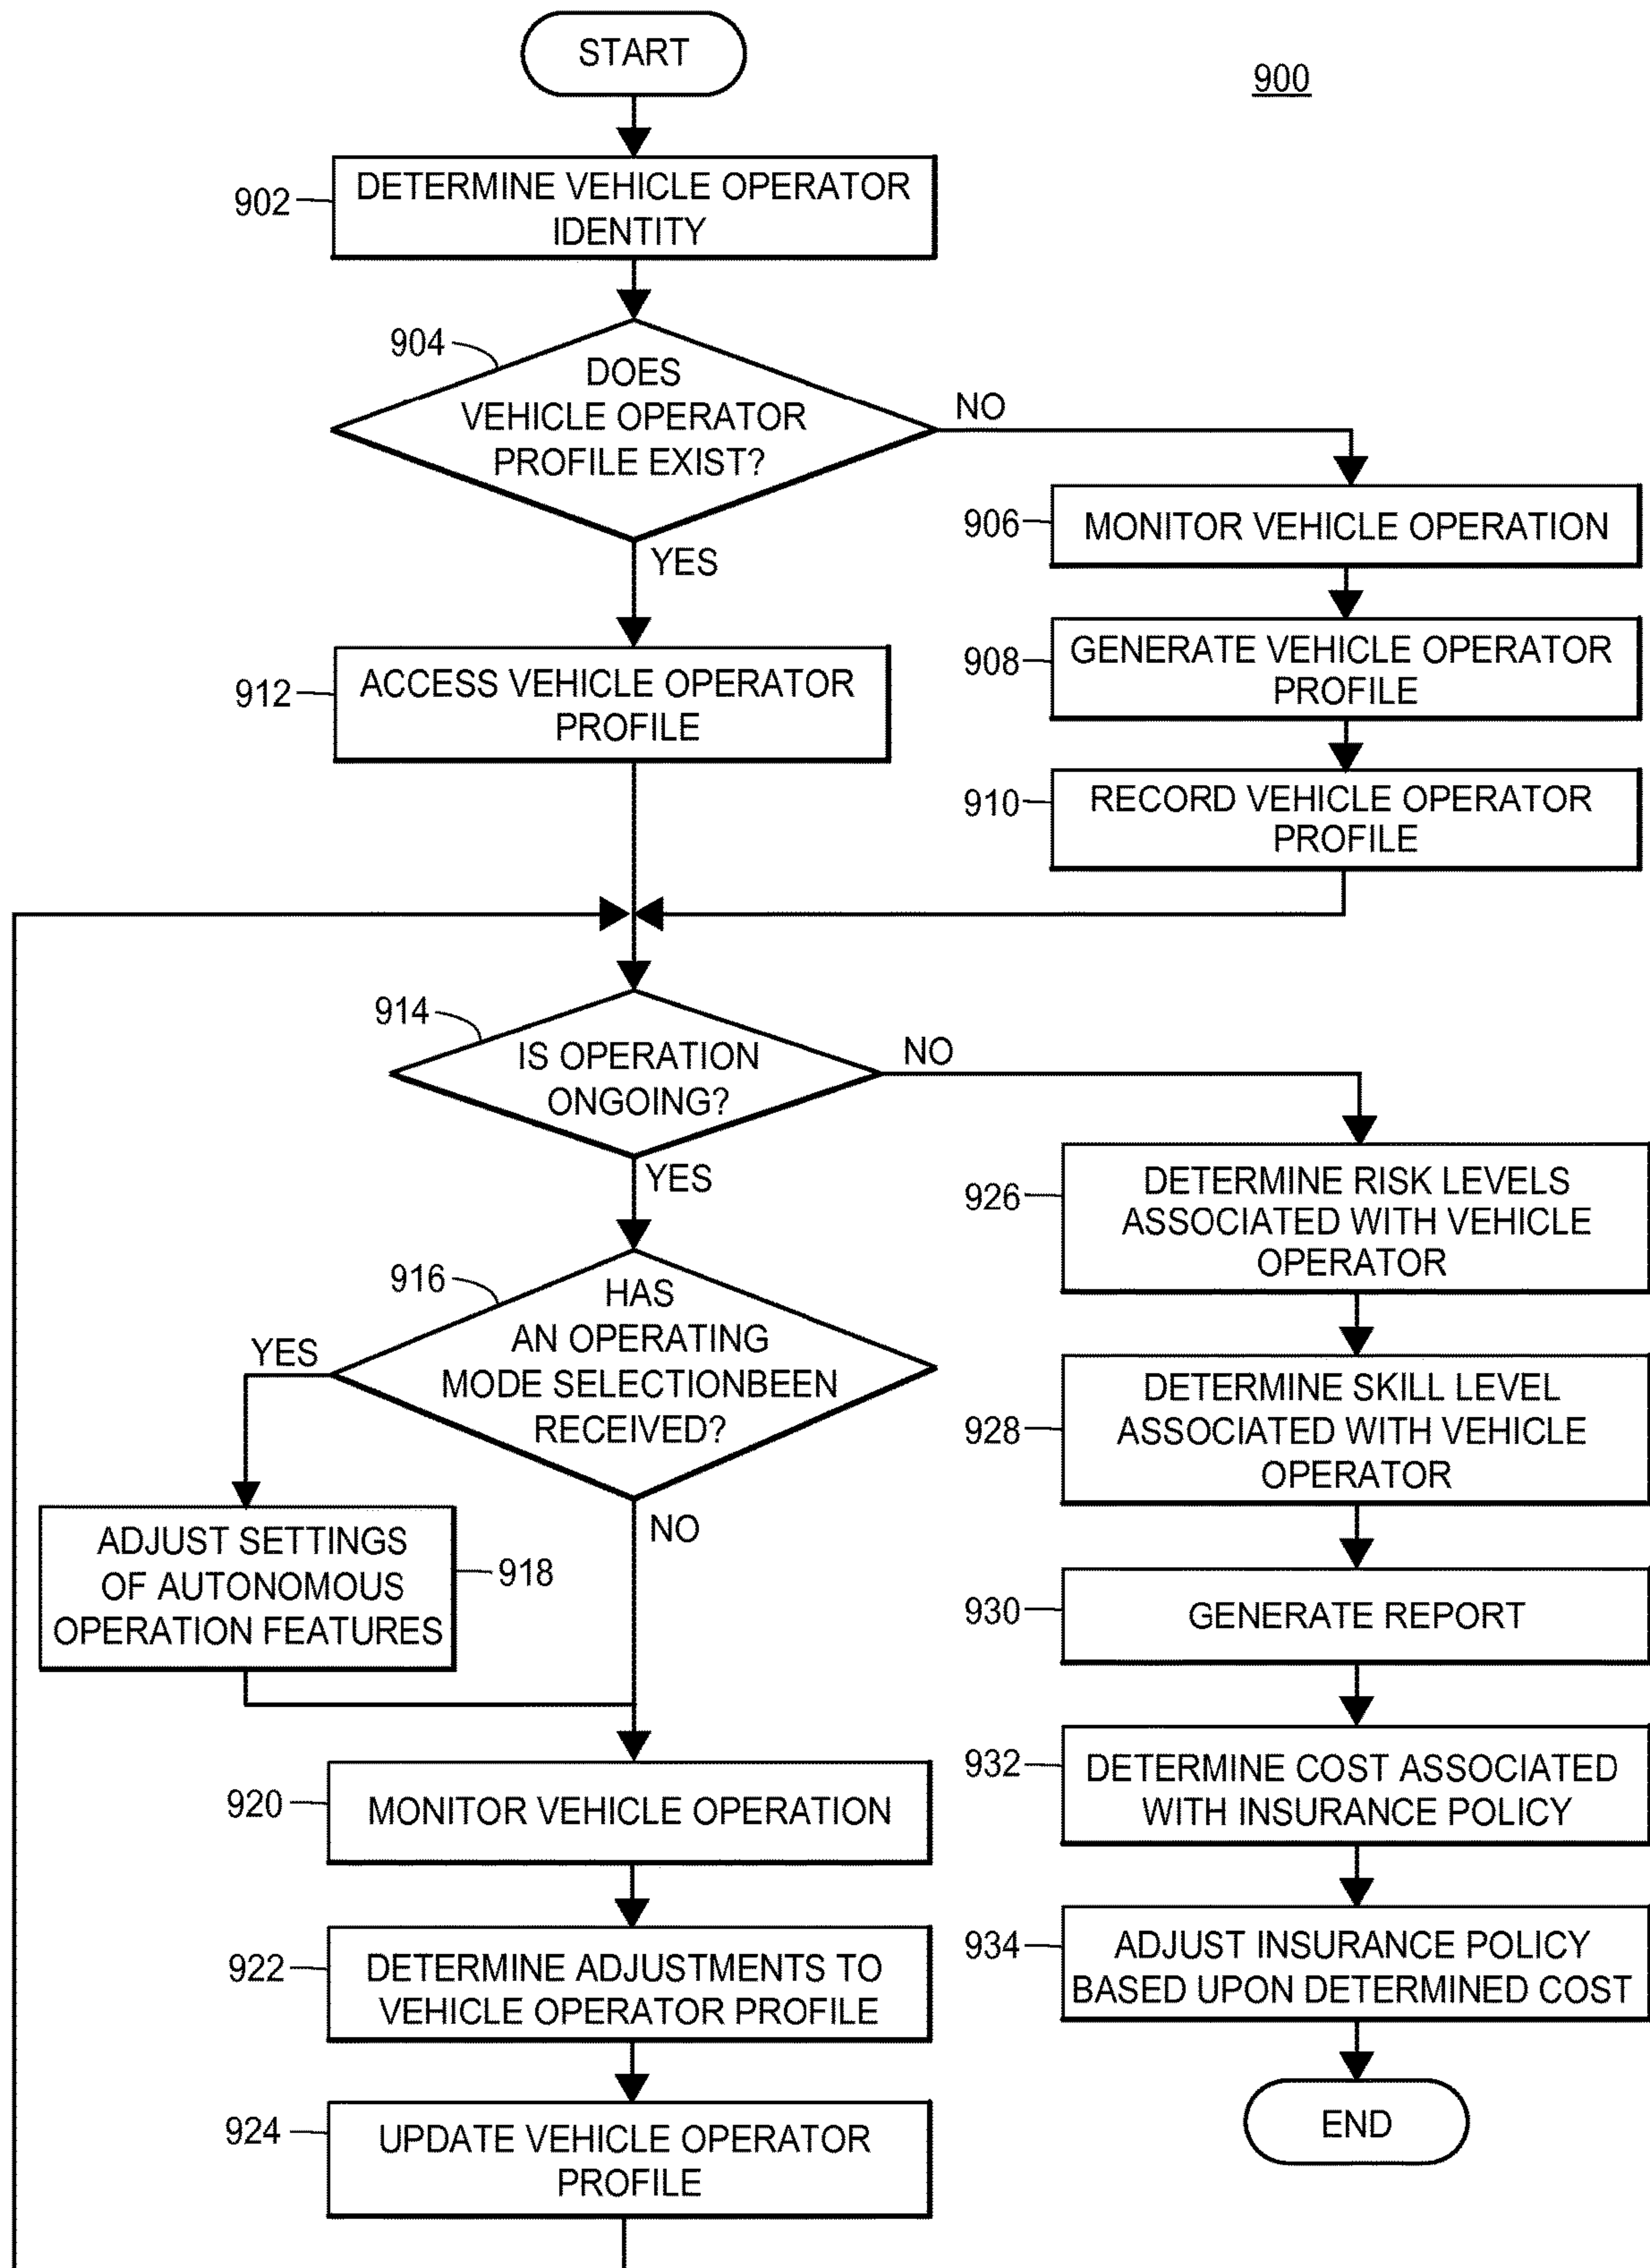 START
900
902
DETERMINE VEHICLE OPERATOR
IDENTITY
904
DOES
VEHICLE OPERATOR
PROFILE EXIST?
NO
YES
906
MONITOR VEHICLE OPERATION
908
GENERATE VEHICLE OPERATOR
PROFILE
910
RECORD VEHICLE OPERATOR
PROFILE
912
ACCESS VEHICLE OPERATOR
PROFILE
914
IS OPERATION
ONGOING?
NO
YES
916
HAS
AN OPERATING
MODE SELECTIONBEEN
RECEIVED?
YES
NO
ADJUST SETTINGS
OF AUTONOMOUS
OPERATION FEATURES
918
920
MONITOR VEHICLE OPERATION
922
DETERMINE ADJUSTMENTS TO
VEHICLE OPERATOR PROFILE
924
UPDATE VEHICLE OPERATOR
PROFILE
926
DETERMINE RISK LEVELS
ASSOCIATED WITH VEHICLE
OPERATOR
928
DETERMINE SKILL LEVEL
ASSOCIATED WITH VEHICLE
OPERATOR
930
GENERATE REPORT
932
DETERMINE COST ASSOCIATED
WITH INSURANCE POLICY
934
ADJUST INSURANCE POLICY
BASED UPON DETERMINED COST
END